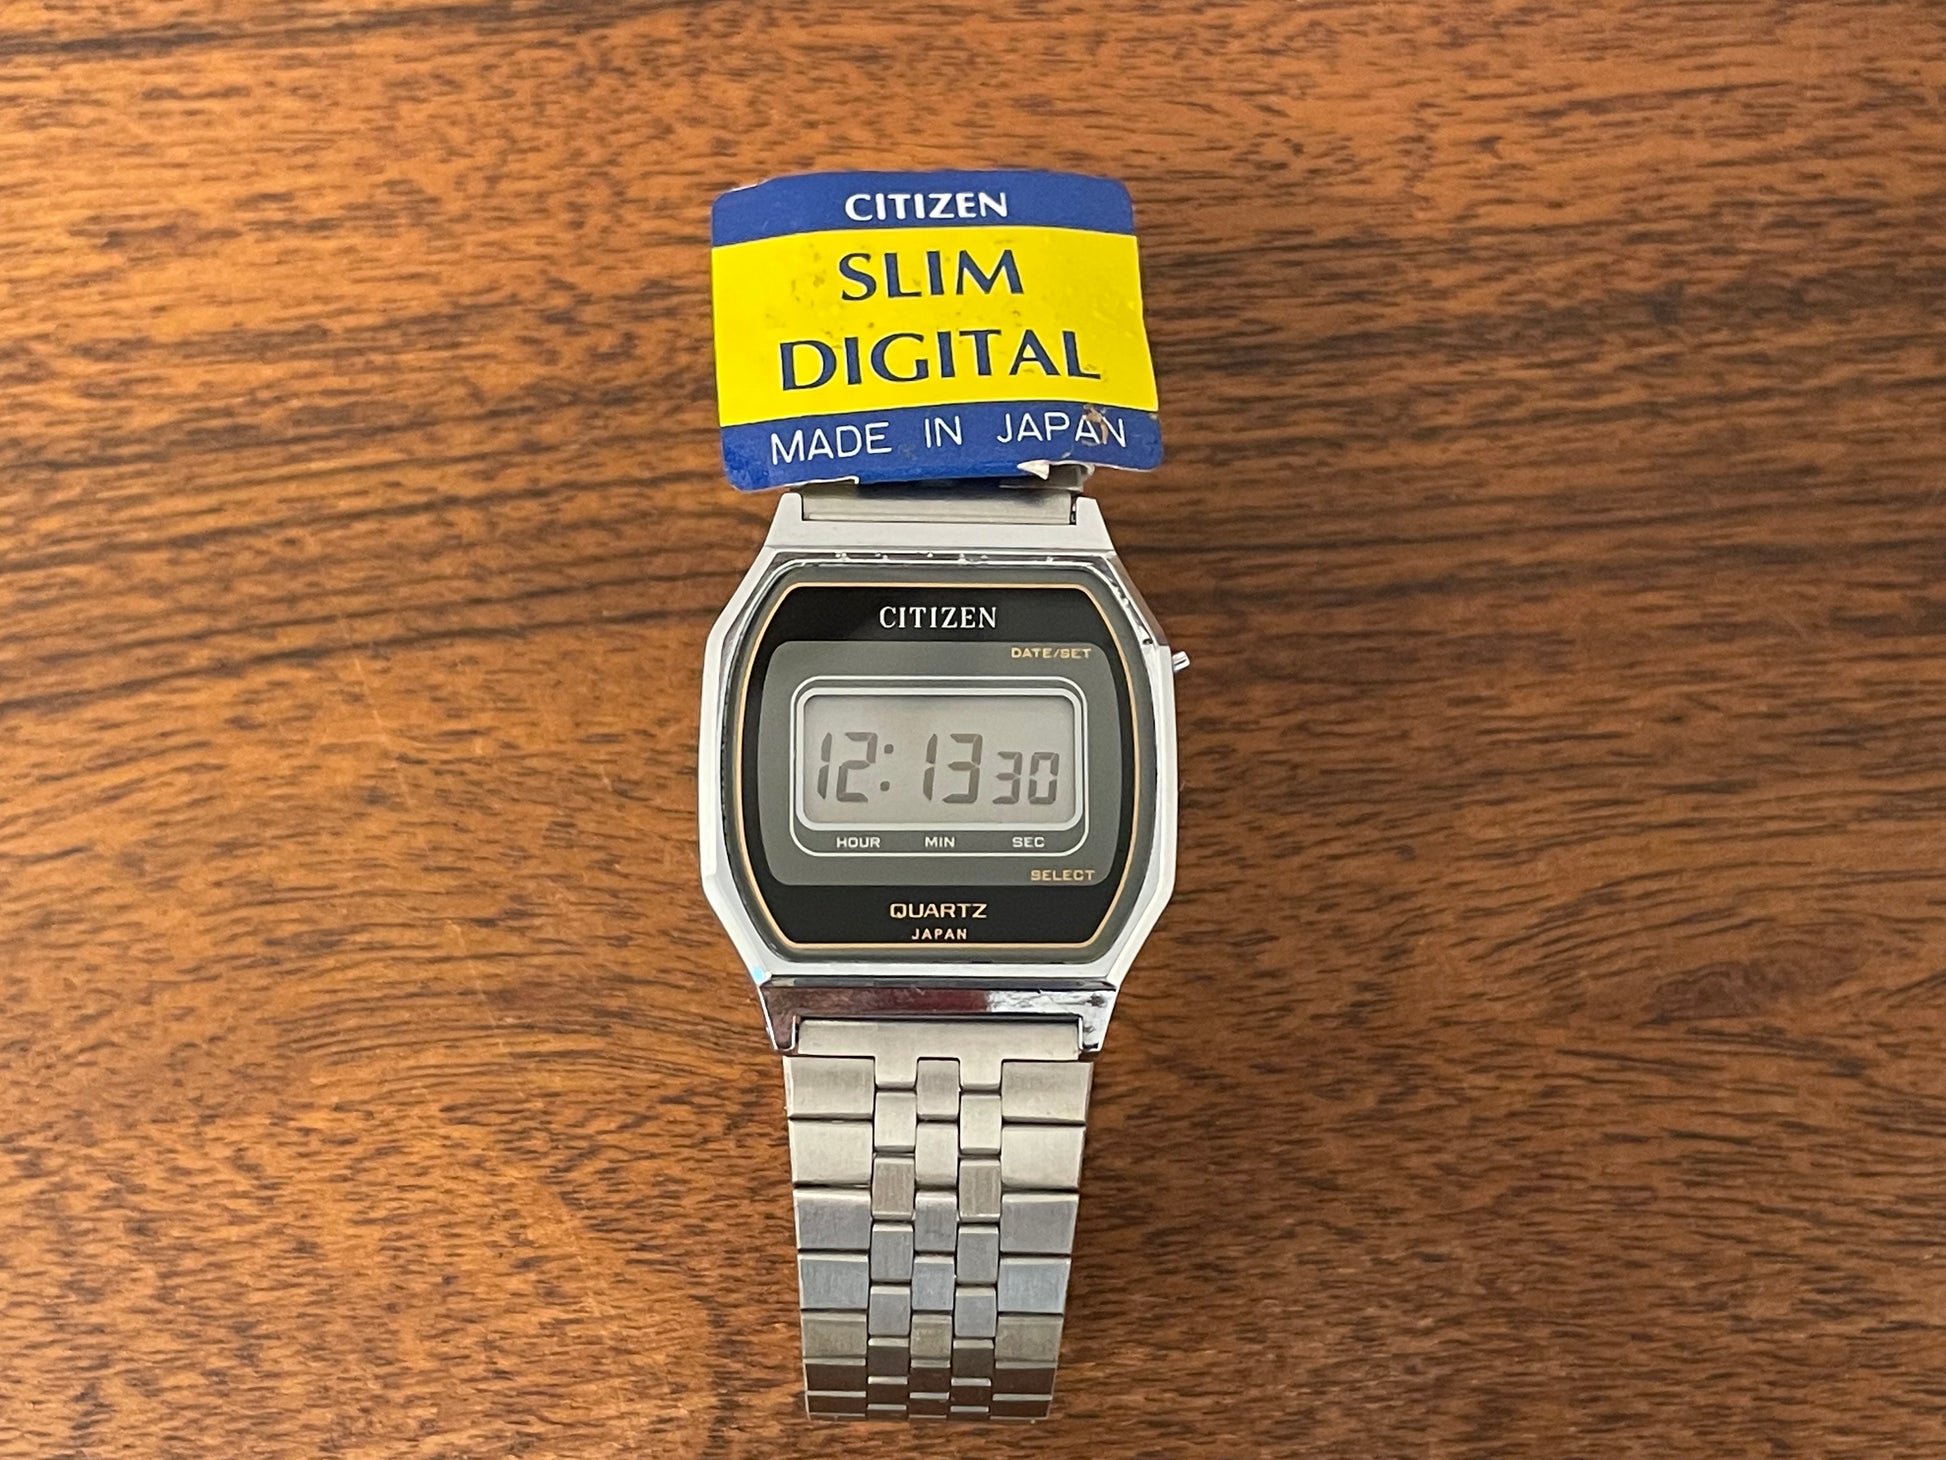 CITIZEN
SLIM
DIGITAL
MADE IN JAPAN
CITIZEN
DATE/SET
12:13 30
HOUR MIN SEC
SELECT
QUARTZ
JAPAN